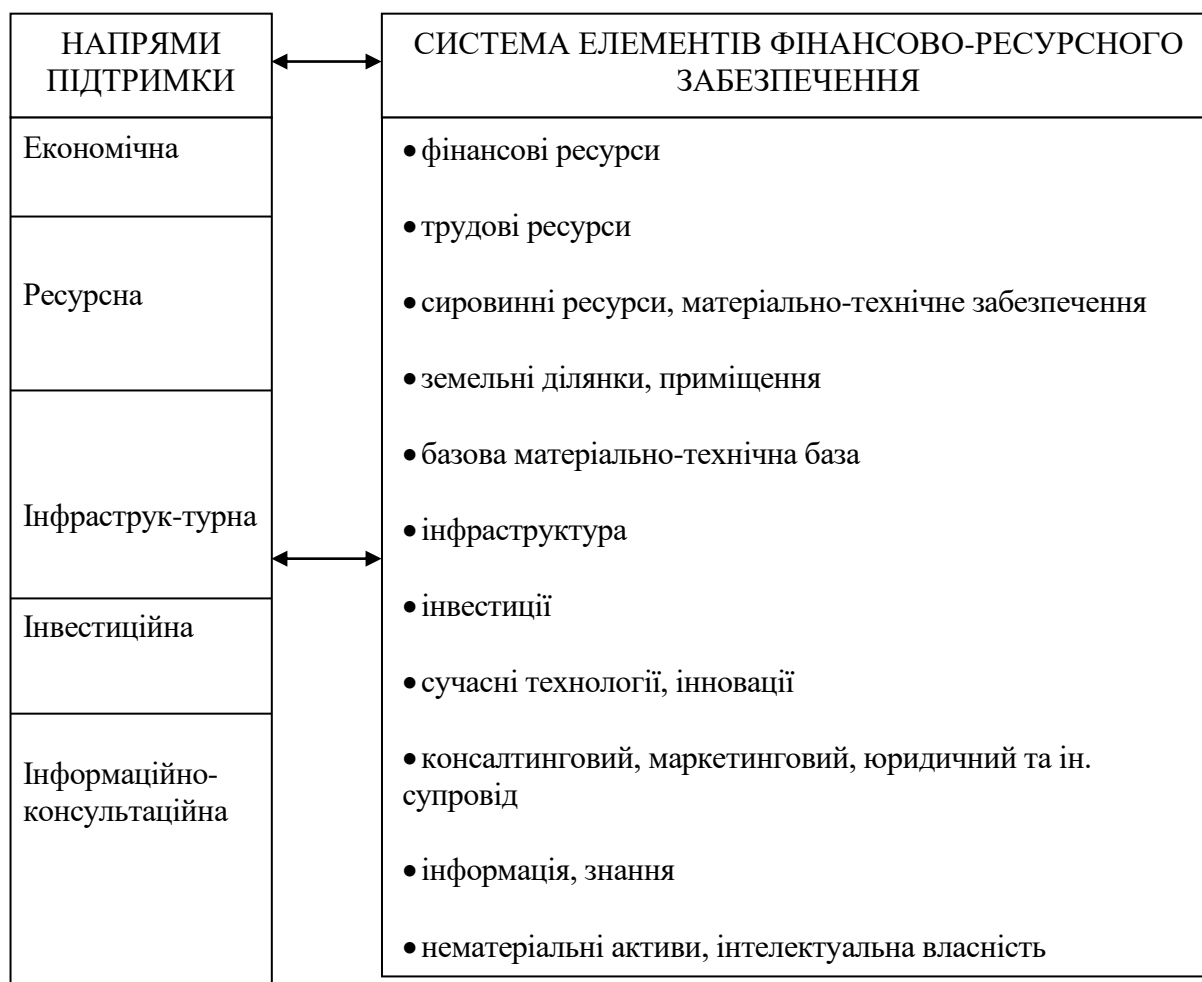 НАПРЯМИ
ПІДТРИМКИ
Економічна
Ресурсна
Інфраструк-турна
Інвестиційна
Інформаційно-
консультаційна
СИСТЕМА ЕЛЕМЕНТІВ ФІНАНСОВО-РЕСУРСНОГО
ЗАБЕЗПЕЧЕННЯ
•фінансові ресурси
•трудові ресурси
•сировинні ресурси, матеріально-технічне забезпечення
•земельні ділянки, приміщення
•базова матеріально-технічна база
•інфраструктура
•інвестиції
•сучасні технології, інновації
•консалтинговий, маркетинговий, юридичний та ін.
супровід
•інформація, знання
•нематеріальні активи, інтелектуальна власність